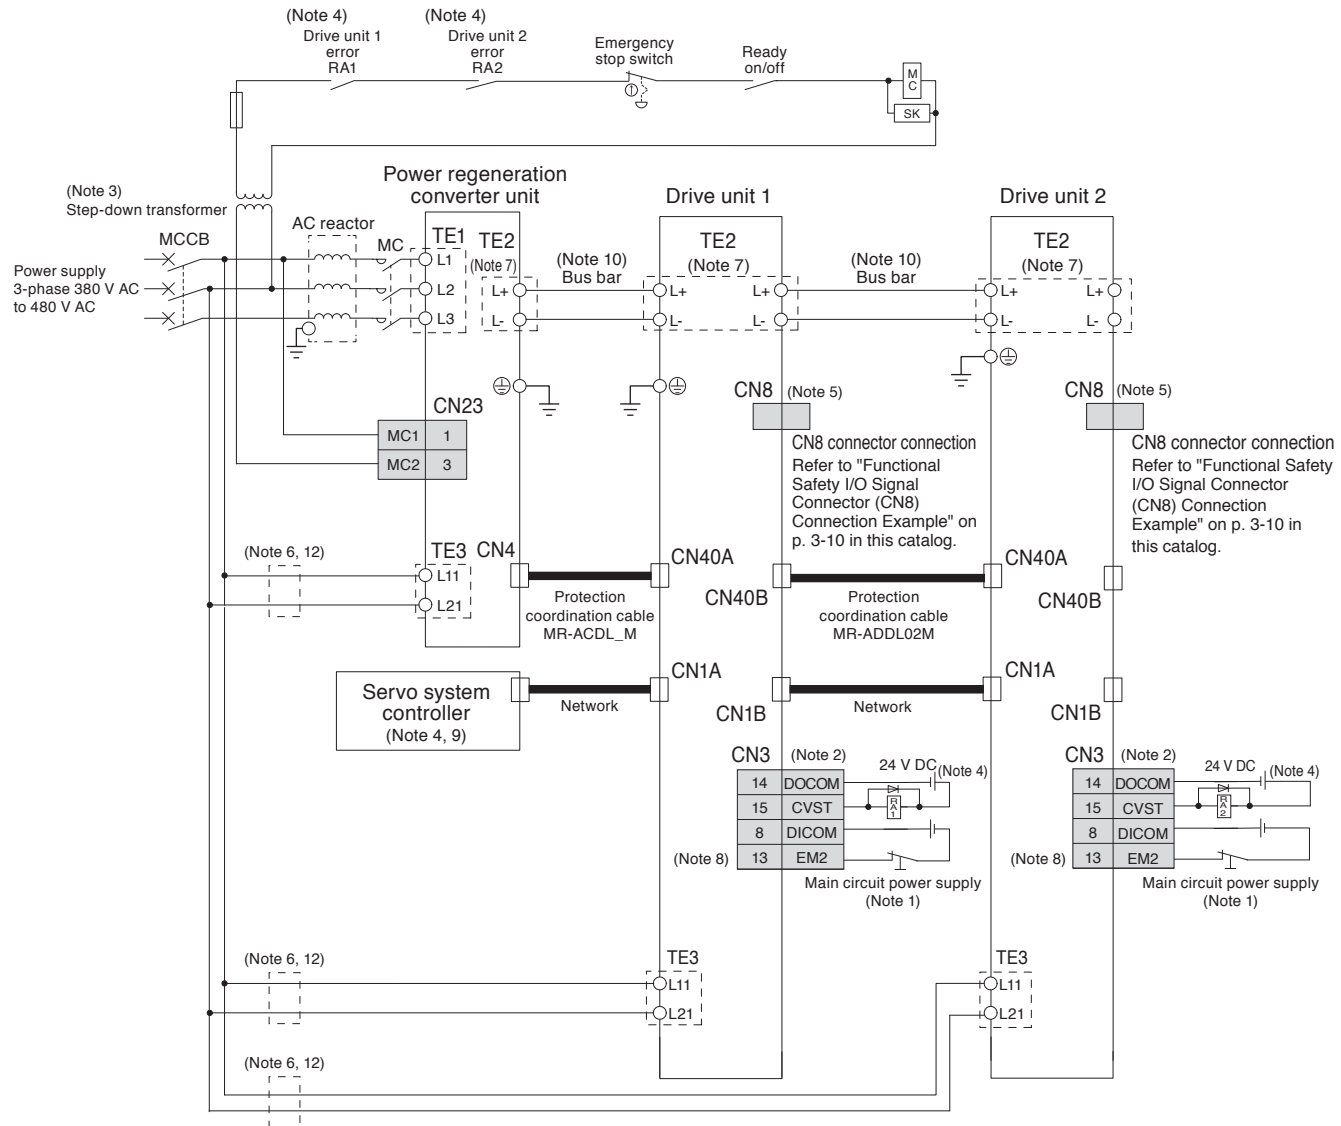 (Note 4)
Drive unit 1
error
RA1
(Note 4)
Drive unit 2
error
RA2
Emergency
stop switch
Ready
on/off
MC
SK
(Note 3)
Step-down transformer
Power regeneration
converter unit
Drive unit 1
Drive unit 2
MCCB
AC reactor
MC
Power supply
3-phase 380 V AC
to 480 V AC
TE1
L1
L2
L3
TE2
(Note 7)
L+
L-
(Note 10)
Bus bar
TE2
(Note 7)
L+
L-
L+
L-
(Note 10)
Bus bar
TE2
(Note 7)
L+
L-
L+
L-
CN23
MC1 1
MC2 3
CN8 (Note 5)
CN8 connector connection
Refer to "Functional
Safety I/O Signal
Connector (CN8)
Connection Example" on
p. 3-10 in this catalog.
CN8 (Note 5)
CN8 connector connection
Refer to "Functional Safety
I/O Signal Connector
(CN8) Connection
Example" on p. 3-10 in
this catalog.
(Note 6, 12)
TE3
L11
L21
CN4
CN40A
Protection
coordination cable
MR-ACDL_M
CN40B
CN40A
Protection
coordination cable
MR-ADDL02M
CN40B
Servo system
controller
(Note 4, 9)
CN1A
Network
CN1B
CN1A
Network
CN1B
CN3 (Note 2)
24 V DC (Note 4)
14 DOCOM
15 CVST
RA1
8 DICOM
(Note 8) 13 EM2
Main circuit power supply
(Note 1)
CN3 (Note 2)
24 V DC (Note 4)
14 DOCOM
15 CVST
RA2
8 DICOM
(Note 8) 13 EM2
Main circuit power supply
(Note 1)
(Note 6, 12)
TE3
L11
L21
TE3
L11
L21
(Note 6, 12)